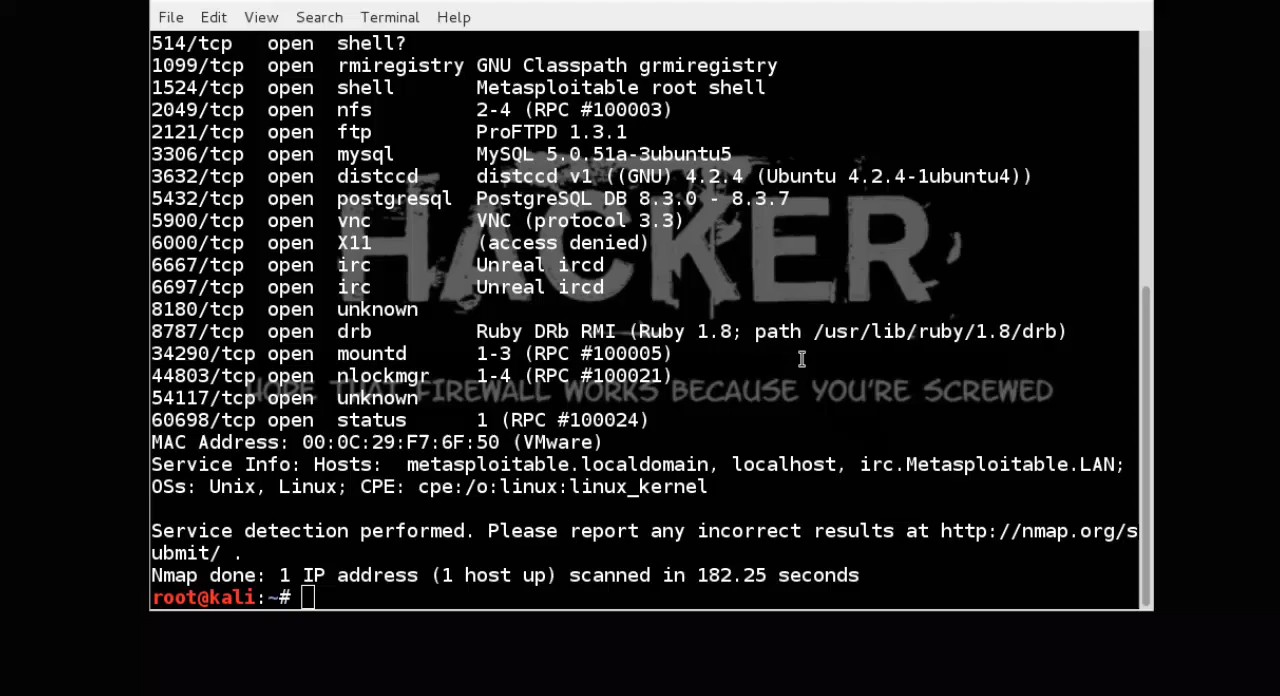 File Edit View Search Terminal Help
514/tcp open shell?
1099/tcp open rmiregistry GNU Classpath grmiregistry
1524/tcp open shell Metasploitable root shell
2049/tcp open nfs 2-4 (RPC #100003)
2121/tcp open ftp ProFTPD 1.3.1
3306/tcp open mysql MySQL 5.0.51a-3ubuntu5
3632/tcp open distccd distccd v1 ((GNU) 4.2.4 (Ubuntu 4.2.4-1ubuntu4))
5432/tcp open postgresql PostgreSQL DB 8.3.0 - 8.3.7
5900/tcp open vnc VNC (protocol 3.3)
6000/tcp open X11 (access denied)
HACKER
6667/tcp open irc Unreal ircd
6697/tcp open irc Unreal ircd
8180/tcp open unknown
8787/tcp open drb Ruby DRb RMI (Ruby 1.8; path /usr/lib/ruby/1.8/drb)
34290/tcp open mountd 1-3 (RPC #100005)
44803/tcp open nlockmgr 1-4 (RPC #100021)
THAT FIREWALL WORKS BECAUSE YOU'RE SCREWED
54117/tcp open unknown
60698/tcp open status 1 (RPC #100024)
MAC Address: 00:0C:29:F7:6F:50 (VMware)
Service Info: Hosts: metasploitable.localdomain, localhost, irc.Metasploitable.LAN;
OSs: Unix, Linux; CPE: cpe:/o:linux:linux_kernel
Service detection performed. Please report any incorrect results at http://nmap.org/s
ubmit/ .
Nmap done: 1 IP address (1 host up) scanned in 182.25 seconds
root@kali:~#